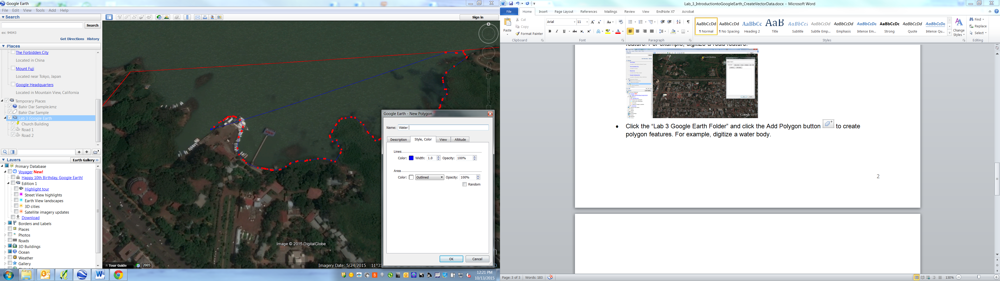 Google Earth
File Edit View Tools Add Help
Search
Search
ex: 94043
Get Directions History
Places
The Forbidden City
Located in China
Mount Fuji
Located near Tokyo, Japan
Google Headquarters
Located in Mountain View, California
Temporary Places
Bahir Dar Sample.kmz
Bahir Dar Sample
Lab 3 Google Earth
Church Building
Road 1
Road 2
Layers Earth Gallery >>
Primary Database
Voyager New!
Happy 10th Birthday, Google Earth!
Edition 1
Highlight tour
Street View highlights
Earth View landscapes
3D cities
Satellite imagery updates
Download
Borders and Labels
Places
Photos
Roads
3D Buildings
Ocean
Weather
Gallery
Sign in
N
Google Earth - New Polygon
Name: Water
Description Style, Color View Altitude
Lines
Color: Width: 1.0 Opacity: 100%
Area
Color: Outlined Opacity: 100%
Random
OK Cancel
Image © 2015 DigitalGlobe
Tour Guide 2005
Imagery Date: 5/24/2015 11°3
12:21 PM
10/13/2015
Lab_3_IntroductiontoGoogleEarth_CreateVectorData.docx - Microsoft Word
File Home Insert Page Layout References Mailings Review View EndNote X7 Acrobat
Paste
Cut
Copy
Format Painter
Clipboard
Arial 11
Font
Paragraph
AaBbCcDd AaBbCcDd AaBbCc AaB AaBbCcI AaBbCcDd AaBbCcDd AaBbCcDc AaBbCcDc AaBbCcDd AaBbCcDc
¶ Normal ¶ No Spacing Heading 2 Title Subtitle Subtle Emp... Emphasis Intense Em... Strong Quote Intense Qu...
Change Styles
Styles
Find
Replace
Select
Editing
feature. For example, digitize a road feature.
Church Building
Google earth
• Click the “Lab 3 Google Earth Folder” and click the Add Polygon button to create
polygon features. For example, digitize a water body.
2
Page: 3 of 3 Words: 183
130%